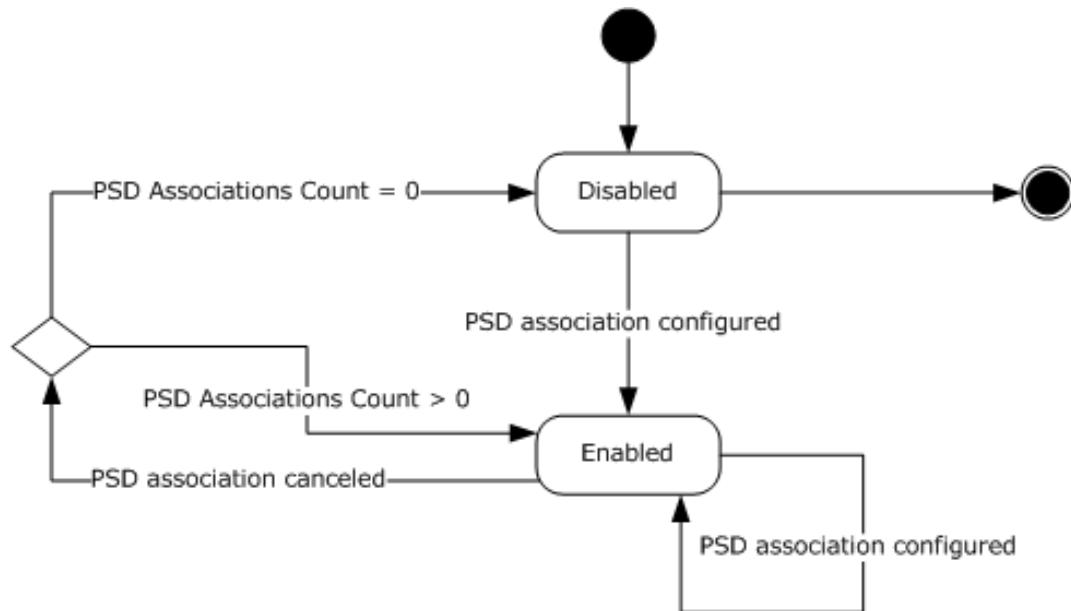 PSD Associations Count = 0
Disabled
PSD association configured
PSD Associations Count > 0
Enabled
PSD association canceled
PSD association configured